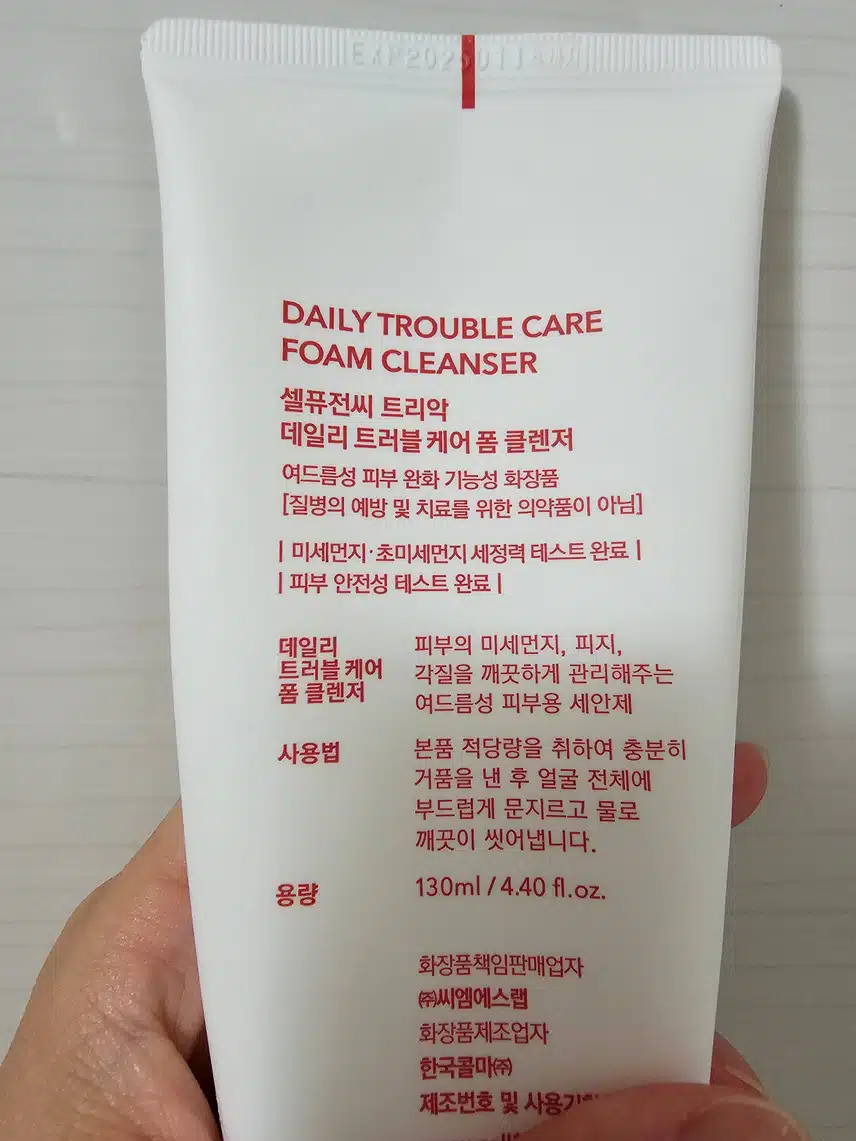 DAILY TROUBLE CARE
FOAM CLEANSER
셀퓨전씨 트리악
데일리 트러블 케어 폼 클렌저
여드름성 피부 완화 기능성 화장품
[질병의 예방 및 치료를 위한 의약품이 아님]
| 미세먼지·초미세먼지 세정력 테스트 완료 |
| 피부 안전성 테스트 완료 |
데일리
트러블 케어
폼 클렌저
피부의 미세먼지, 피지,
각질을 깨끗하게 관리해주는
여드름성 피부용 세안제
사용법
본품 적당량을 취하여 충분히
거품을 낸 후 얼굴 전체에
부드럽게 문지르고 물로
깨끗이 씻어냅니다.
용량
130ml / 4.40 fl.oz.
화장품책임판매업자
㈜씨엠에스랩
화장품제조업자
한국콜마㈜
제조번호 및